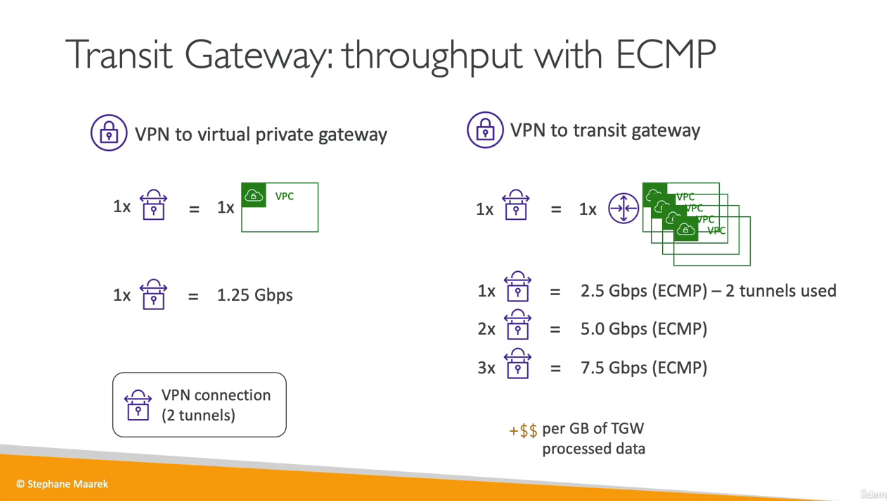 Transit Gateway: throughput with ECMP
VPN to virtual private gateway
1x = 1x VPC
1x = 1.25 Gbps
VPN connection
(2 tunnels)
VPN to transit gateway
1x = 1x VPC
VPC
VPC
VPC
1x = 2.5 Gbps (ECMP) – 2 tunnels used
2x = 5.0 Gbps (ECMP)
3x = 7.5 Gbps (ECMP)
+$$ per GB of TGW
processed data
© Stephane Maarek
Udemy